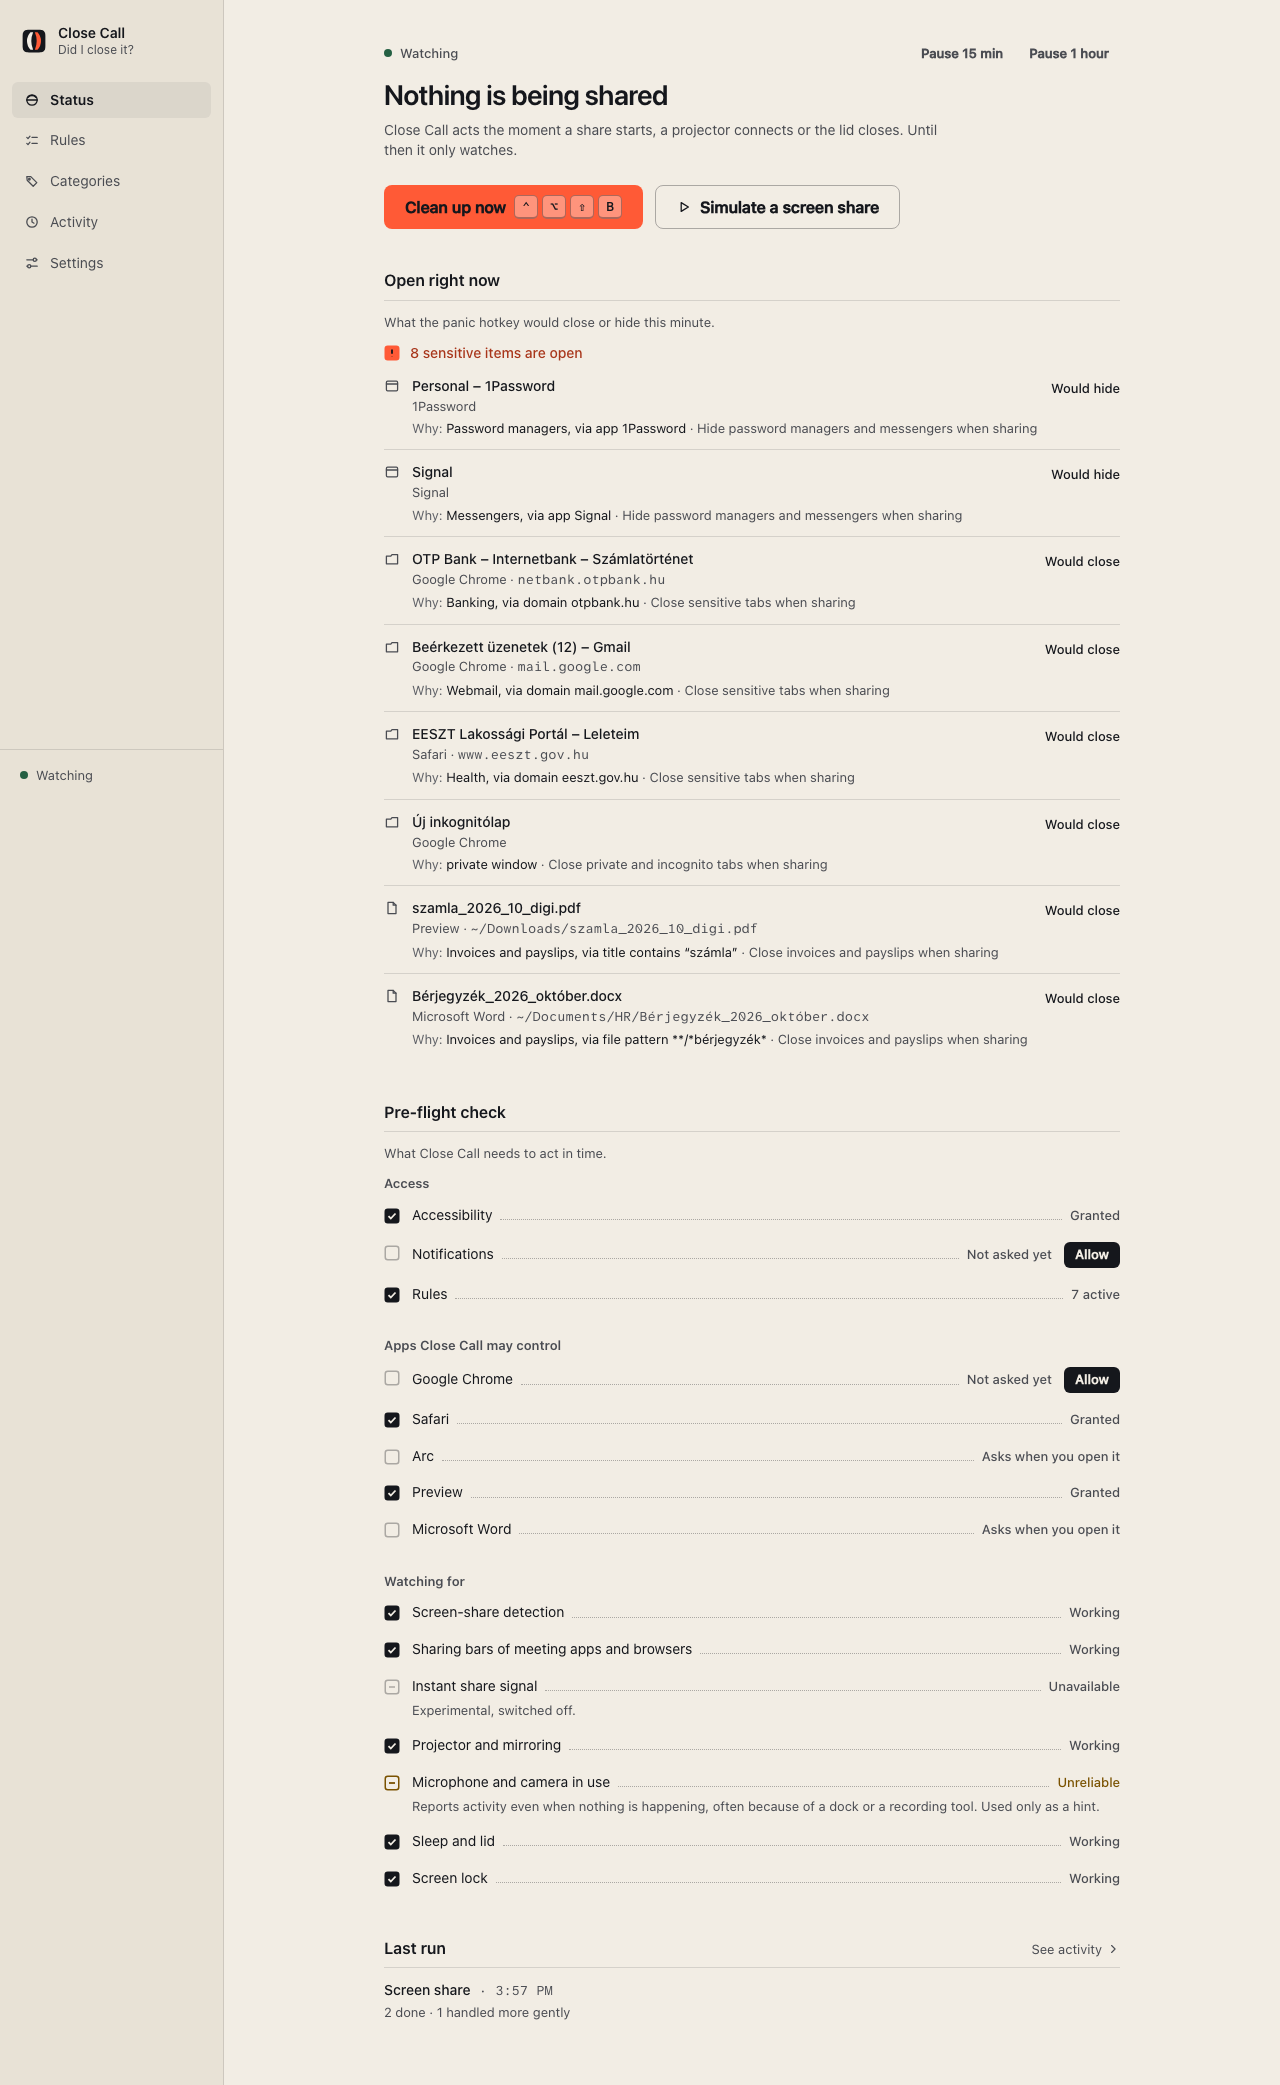 Close Call
Did I close it?
Status
Rules
Categories
Activity
Settings
Watching
Watching
Pause 15 min
Pause 1 hour
Nothing is being shared
Close Call acts the moment a share starts, a projector connects or the lid closes. Until
then it only watches.
Clean up now ⌃ ⌥ ⇧ B
Simulate a screen share
Open right now
What the panic hotkey would close or hide this minute.
8 sensitive items are open
Personal – 1Password
Would hide
1Password
Why: Password managers, via app 1Password · Hide password managers and messengers when sharing
Signal
Would hide
Signal
Why: Messengers, via app Signal · Hide password managers and messengers when sharing
OTP Bank – Internetbank – Számlatörténet
Would close
Google Chrome · netbank.otpbank.hu
Why: Banking, via domain otpbank.hu · Close sensitive tabs when sharing
Beérkezett üzenetek (12) – Gmail
Would close
Google Chrome · mail.google.com
Why: Webmail, via domain mail.google.com · Close sensitive tabs when sharing
EESZT Lakossági Portál – Leleteim
Would close
Safari · www.eeszt.gov.hu
Why: Health, via domain eeszt.gov.hu · Close sensitive tabs when sharing
Új inkognitólap
Would close
Google Chrome
Why: private window · Close private and incognito tabs when sharing
szamla_2026_10_digi.pdf
Would close
Preview · ~/Downloads/szamla_2026_10_digi.pdf
Why: Invoices and payslips, via title contains “számla” · Close invoices and payslips when sharing
Bérjegyzék_2026_október.docx
Would close
Microsoft Word · ~/Documents/HR/Bérjegyzék_2026_október.docx
Why: Invoices and payslips, via file pattern **/*bérjegyzék* · Close invoices and payslips when sharing
Pre-flight check
What Close Call needs to act in time.
Access
Accessibility Granted
Notifications Not asked yet Allow
Rules 7 active
Apps Close Call may control
Google Chrome Not asked yet Allow
Safari Granted
Arc Asks when you open it
Preview Granted
Microsoft Word Asks when you open it
Watching for
Screen-share detection Working
Sharing bars of meeting apps and browsers Working
Instant share signal Unavailable
Experimental, switched off.
Projector and mirroring Working
Microphone and camera in use Unreliable
Reports activity even when nothing is happening, often because of a dock or a recording tool. Used only as a hint.
Sleep and lid Working
Screen lock Working
Last run
See activity
Screen share · 3:57 PM
2 done · 1 handled more gently